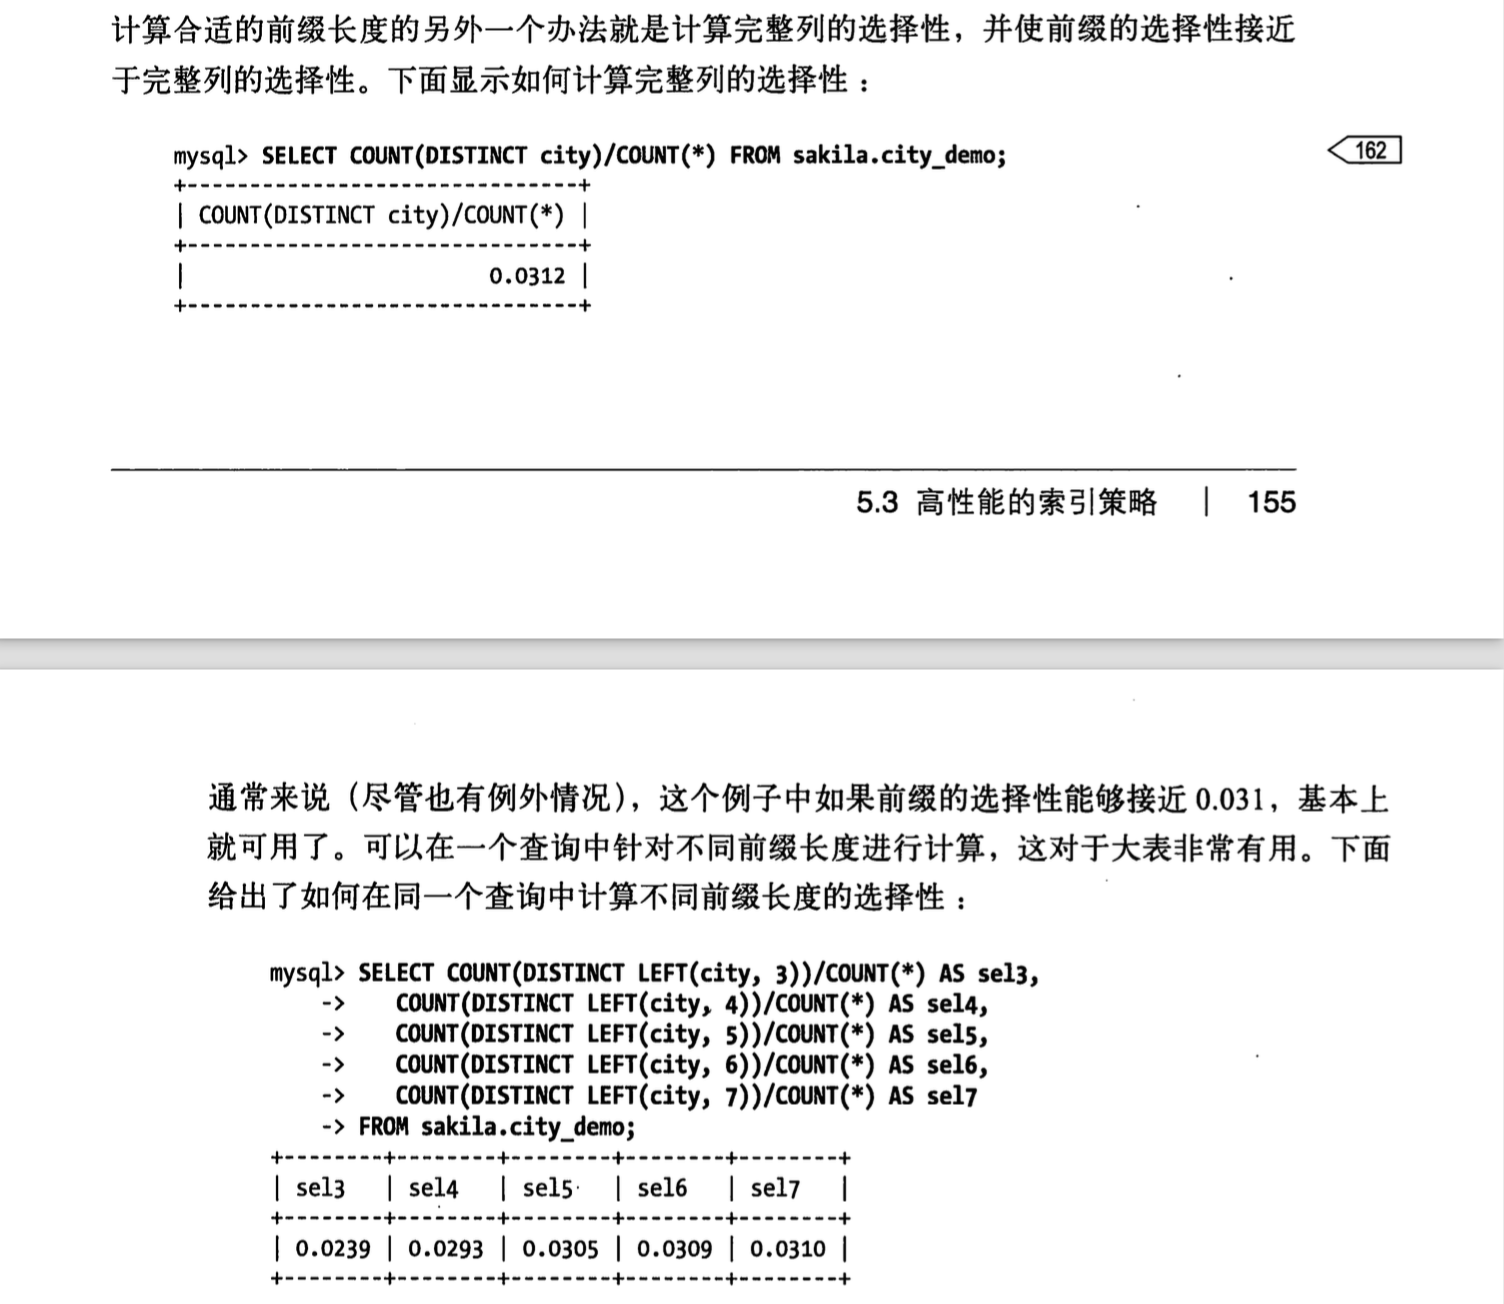 计算合适的前缀长度的另外一个办法就是计算完整列的选择性，并使前缀的选择性接近
于完整列的选择性。下面显示如何计算完整列的选择性：
mysql> SELECT COUNT(DISTINCT city)/COUNT(*) FROM sakila.city_demo;
162
+-------------------------------+
| COUNT(DISTINCT city)/COUNT(*) |
+-------------------------------+
|                        0.0312 |
+-------------------------------+
5.3 高性能的索引策略 | 155
通常来说（尽管也有例外情况），这个例子中如果前缀的选择性能够接近 0.031，基本上
就可用了。可以在一个查询中针对不同前缀长度进行计算，这对于大表非常有用。下面
给出了如何在同一个查询中计算不同前缀长度的选择性：
mysql> SELECT COUNT(DISTINCT LEFT(city, 3))/COUNT(*) AS sel3,
    -> COUNT(DISTINCT LEFT(city, 4))/COUNT(*) AS sel4,
    -> COUNT(DISTINCT LEFT(city, 5))/COUNT(*) AS sel5,
    -> COUNT(DISTINCT LEFT(city, 6))/COUNT(*) AS sel6,
    -> COUNT(DISTINCT LEFT(city, 7))/COUNT(*) AS sel7
    -> FROM sakila.city_demo;
+--------+--------+--------+--------+--------+
| sel3   | sel4   | sel5   | sel6   | sel7   |
+--------+--------+--------+--------+--------+
| 0.0239 | 0.0293 | 0.0305 | 0.0309 | 0.0310 |
+--------+--------+--------+--------+--------+